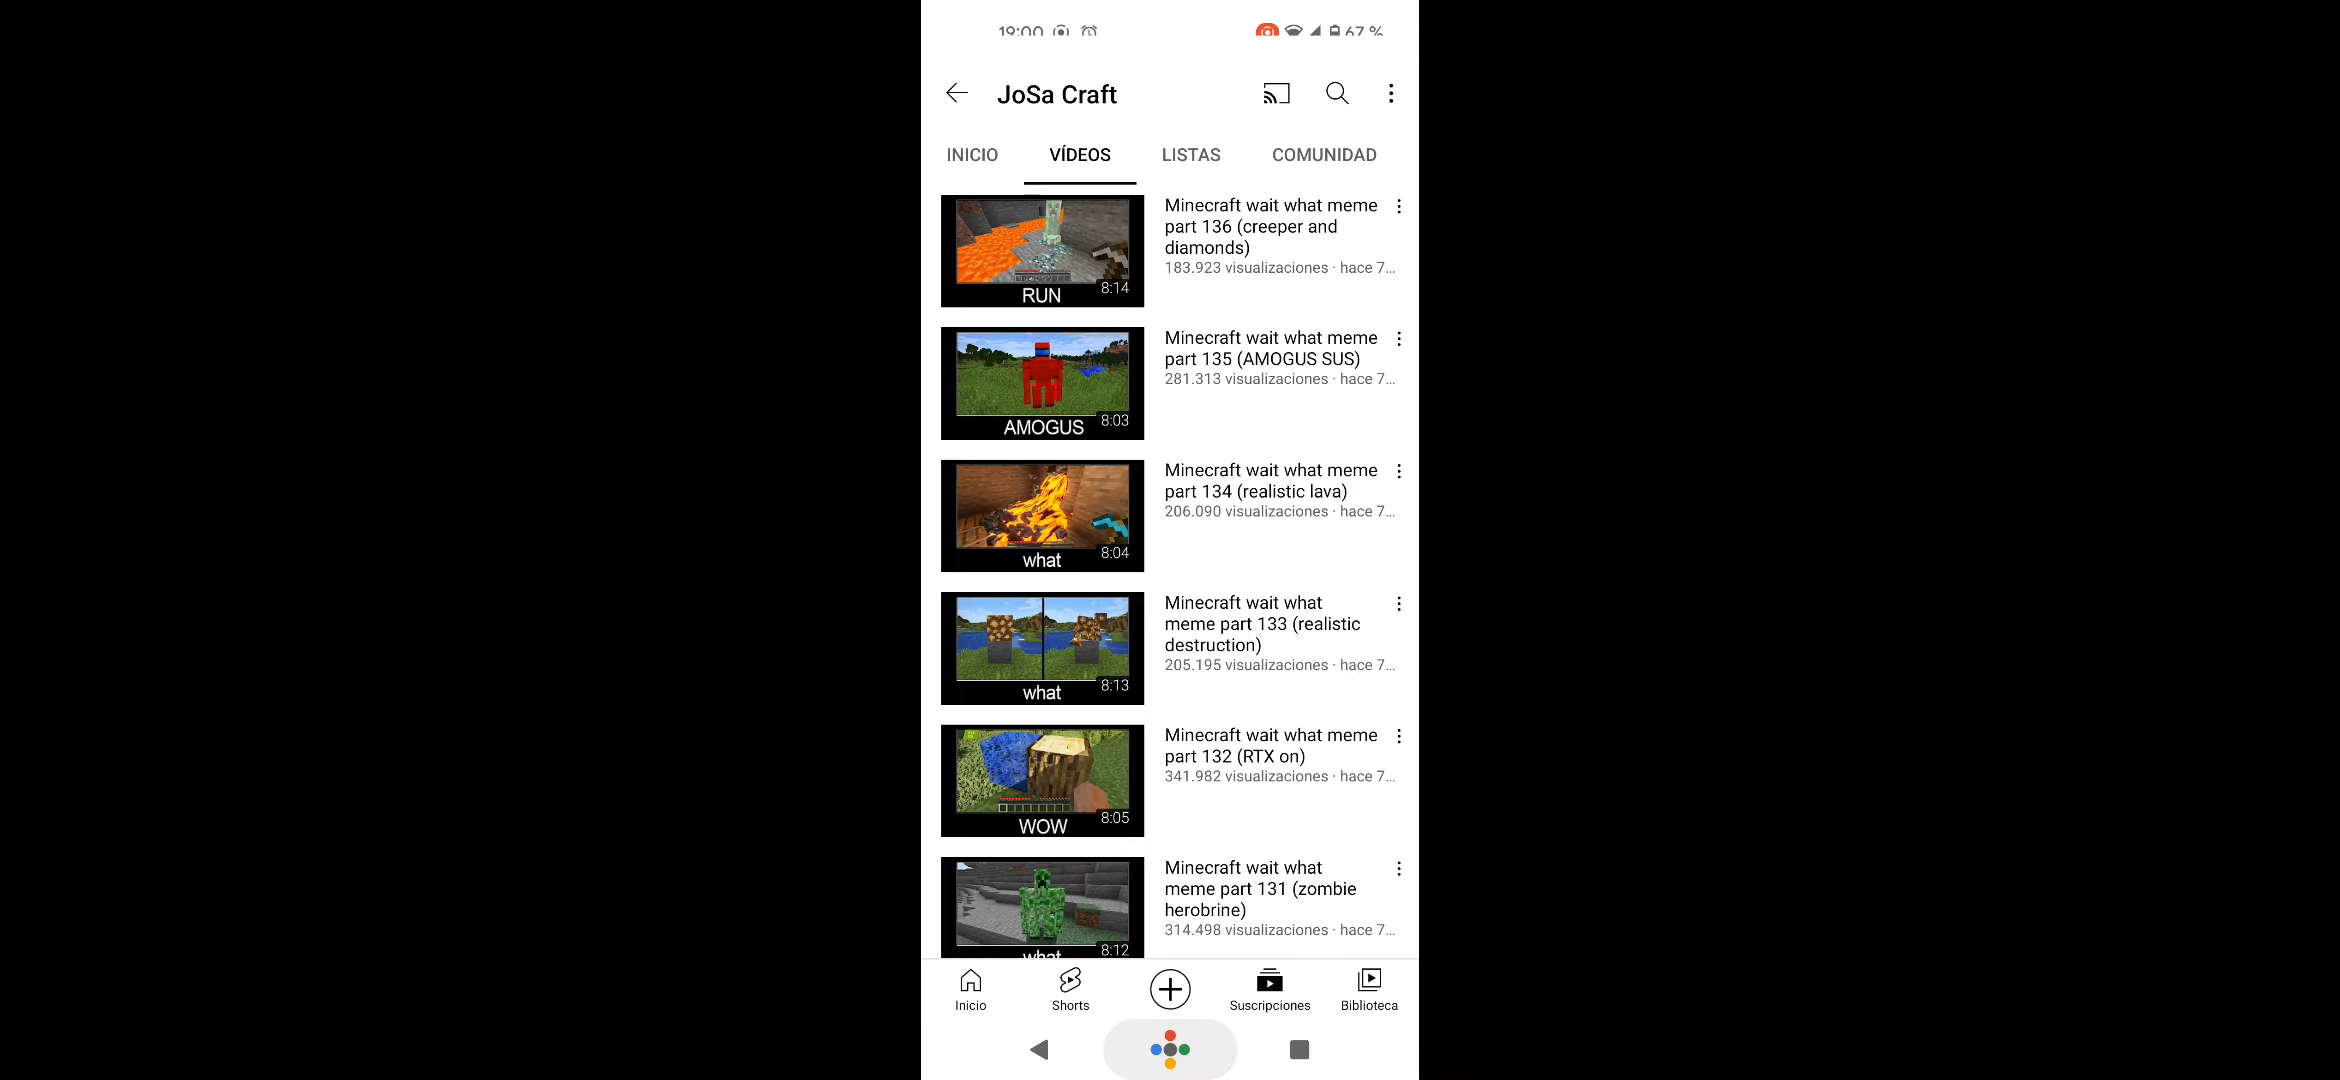 19:00 67 %
JoSa Craft
INICIO VÍDEOS LISTAS COMUNIDAD
Minecraft wait what meme
part 136 (creeper and
diamonds)
183.923 visualizaciones · hace 7...
8:14
RUN
Minecraft wait what meme
part 135 (AMOGUS SUS)
281.313 visualizaciones · hace 7...
8:03
AMOGUS
Minecraft wait what meme
part 134 (realistic lava)
206.090 visualizaciones · hace 7...
8:04
what
Minecraft wait what
meme part 133 (realistic
destruction)
205.195 visualizaciones · hace 7...
8:13
what
Minecraft wait what meme
part 132 (RTX on)
341.982 visualizaciones · hace 7...
8:05
WOW
Minecraft wait what
meme part 131 (zombie
herobrine)
314.498 visualizaciones · hace 7...
8:12
what
Inicio Shorts Suscripciones Biblioteca